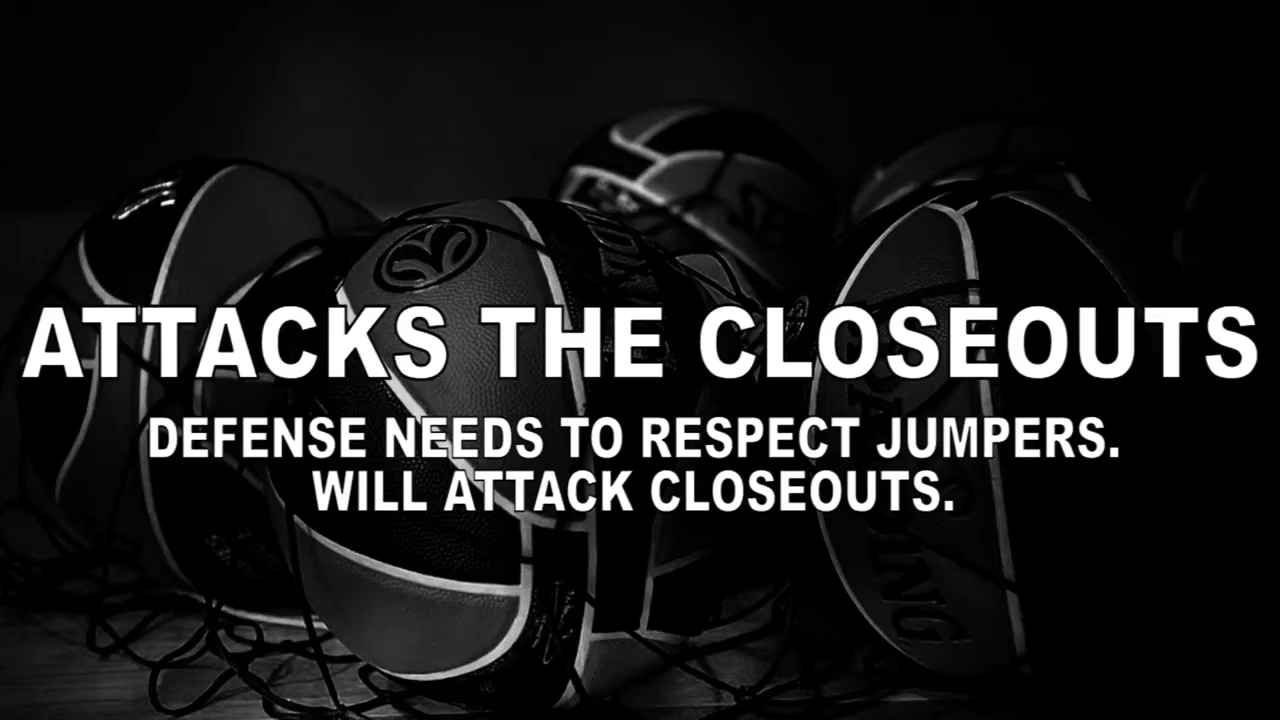 ATTACKS THE CLOSEOUTS
DEFENSE NEEDS TO RESPECT JUMPERS.
WILL ATTACK CLOSEOUTS.